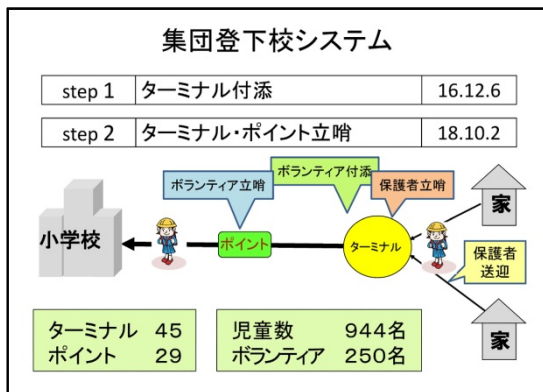 集団登下校システム
step 1 ターミナル付添 16.12.6
step 2 ターミナル・ポイント立哨 18.10.2
ボランティア付添
ボランティア立哨
保護者立哨
小学校
ポイント
ターミナル
家
保護者
送迎
家
ターミナル 45
ポイント 29
児童数 944名
ボランティア 250名